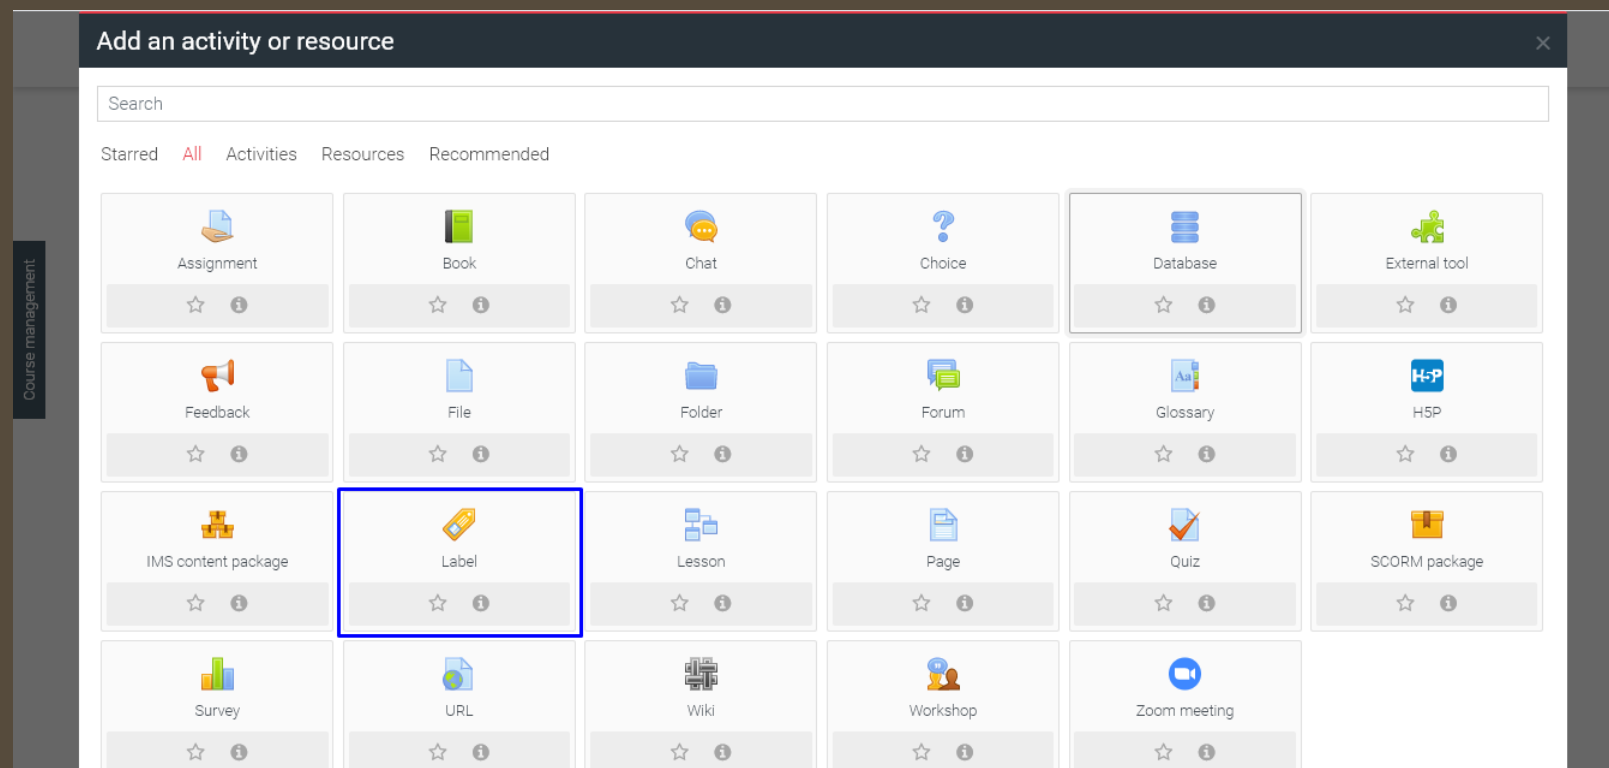 Add an activity or resource
Search
Starred All Activities Resources Recommended
Assignment Book Chat Choice Database External tool
Course management
Feedback File Folder Forum Aa Glossary H5P H5P
IMS content package Label Lesson Page Quiz SCORM package
Survey URL Wiki Workshop Zoom meeting